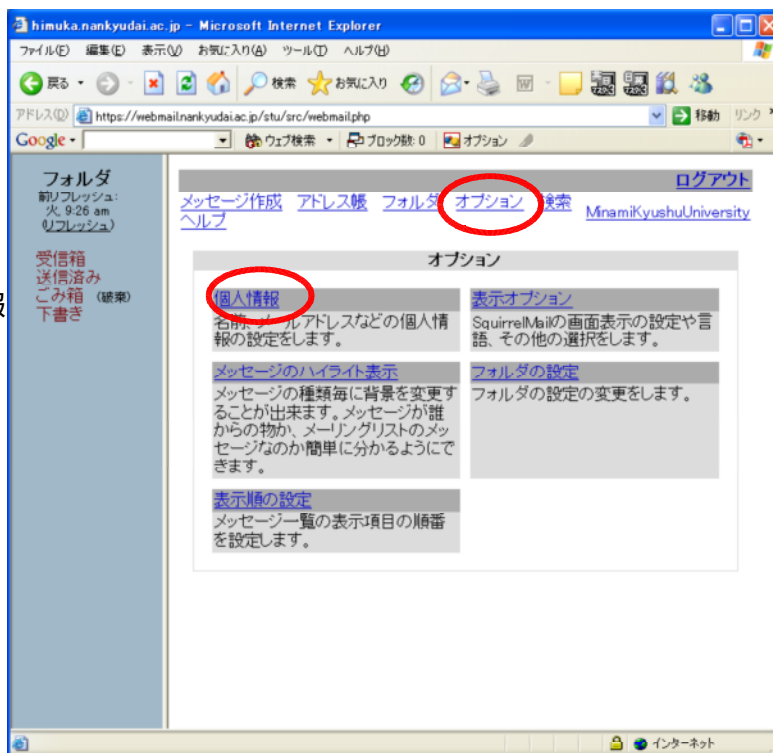 himuka.nankyudai.ac.jp - Microsoft Internet Explorer
ファイル(F) 編集(E) 表示(V) お気に入り(A) ツール(T) ヘルプ(H)
戻る 検索 お気に入り
アドレス(D) https://webmail.nankyudai.ac.jp/stu/src/webmail.php 移動 リンク
Google ウェブ検索 ブロック数: 0 オプション
フォルダ
前リフレッシュ:
火, 9:26 am
(リフレッシュ)
受信箱
送信済み
ごみ箱 (破棄)
下書き
報
ログアウト
メッセージ作成 アドレス帳 フォルダ オプション 検索 MinamiKyushuUniversity
ヘルプ
オプション
個人情報
名前、メールアドレスなどの個人情
報の設定をします。
表示オプション
SquirrelMailの画面表示の設定や言
語、その他の選択をします。
メッセージのハイライト表示
メッセージの種類毎に背景を変更す
ることが出来ます。メッセージが誰
からの物か、メーリングリストのメッ
セージなのか簡単に分かるようにで
きます。
フォルダの設定
フォルダの設定の変更をします。
表示順の設定
メッセージ一覧の表示項目の順番
を設定します。
インターネット